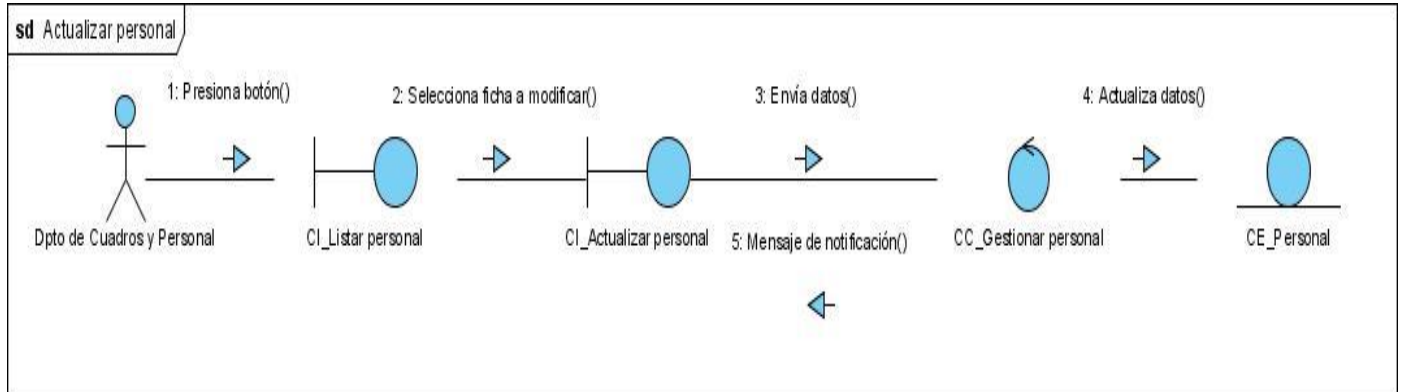 sd Actualizar personal
1: Presiona botón()
2: Selecciona ficha a modificar()
3: Envía datos()
4: Actualiza datos()
Dpto de Cuadros y Personal
CI_Listar personal
CI_Actualizar personal
5: Mensaje de notificación()
CC_Gestionar personal
CE_Personal